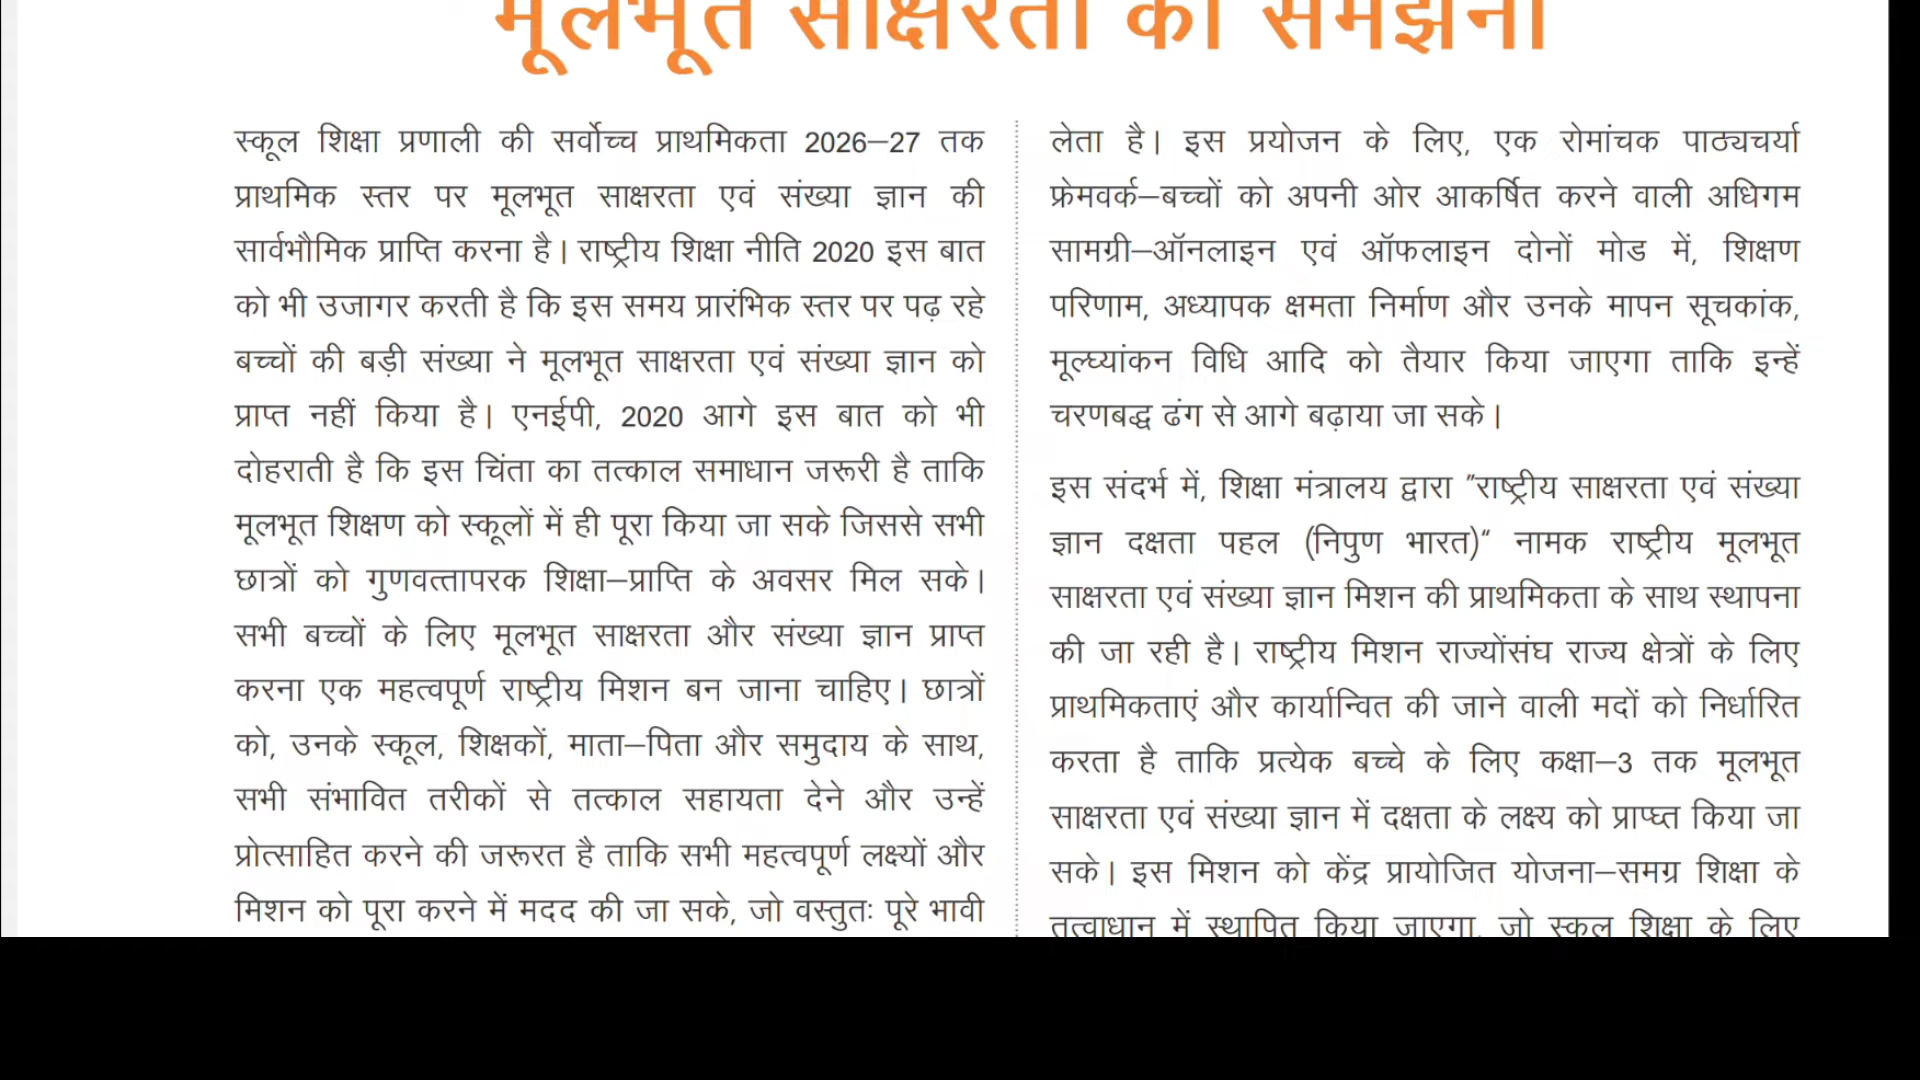 मूलभूत साक्षरता को समझना
स्कूल शिक्षा प्रणाली की सर्वोच्च प्राथमिकता 2026–27 तक
प्राथमिक स्तर पर मूलभूत साक्षरता एवं संख्या ज्ञान की
सार्वभौमिक प्राप्ति करना है। राष्ट्रीय शिक्षा नीति 2020 इस बात
को भी उजागर करती है कि इस समय प्रारंभिक स्तर पर पढ़ रहे
बच्चों की बड़ी संख्या ने मूलभूत साक्षरता एवं संख्या ज्ञान को
प्राप्त नहीं किया है। एनईपी, 2020 आगे इस बात को भी
दोहराती है कि इस चिंता का तत्काल समाधान जरूरी है ताकि
मूलभूत शिक्षण को स्कूलों में ही पूरा किया जा सके जिससे सभी
छात्रों को गुणवत्तापरक शिक्षा–प्राप्ति के अवसर मिल सके।
सभी बच्चों के लिए मूलभूत साक्षरता और संख्या ज्ञान प्राप्त
करना एक महत्वपूर्ण राष्ट्रीय मिशन बन जाना चाहिए। छात्रों
को, उनके स्कूल, शिक्षकों, माता–पिता और समुदाय के साथ,
सभी संभावित तरीकों से तत्काल सहायता देने और उन्हें
प्रोत्साहित करने की जरूरत है ताकि सभी महत्वपूर्ण लक्ष्यों और
मिशन को पूरा करने में मदद की जा सके, जो वस्तुतः पूरे भावी
लेता है। इस प्रयोजन के लिए, एक रोमांचक पाठ्यचर्या
फ्रेमवर्क–बच्चों को अपनी ओर आकर्षित करने वाली अधिगम
सामग्री–ऑनलाइन एवं ऑफलाइन दोनों मोड में, शिक्षण
परिणाम, अध्यापक क्षमता निर्माण और उनके मापन सूचकांक,
मूल्घ्यांकन विधि आदि को तैयार किया जाएगा ताकि इन्हें
चरणबद्ध ढंग से आगे बढ़ाया जा सके।
इस संदर्भ में, शिक्षा मंत्रालय द्वारा "राष्ट्रीय साक्षरता एवं संख्या
ज्ञान दक्षता पहल (निपुण भारत)" नामक राष्ट्रीय मूलभूत
साक्षरता एवं संख्या ज्ञान मिशन की प्राथमिकता के साथ स्थापना
की जा रही है। राष्ट्रीय मिशन राज्योंसंघ राज्य क्षेत्रों के लिए
प्राथमिकताएं और कार्यान्वित की जाने वाली मदों को निर्धारित
करता है ताकि प्रत्येक बच्चे के लिए कक्षा–3 तक मूलभूत
साक्षरता एवं संख्या ज्ञान में दक्षता के लक्ष्य को प्राप्घ्त किया जा
सके। इस मिशन को केंद्र प्रायोजित योजना–समग्र शिक्षा के
तत्वाधान में स्थापित किया जाएगा, जो स्कूल शिक्षा के लिए